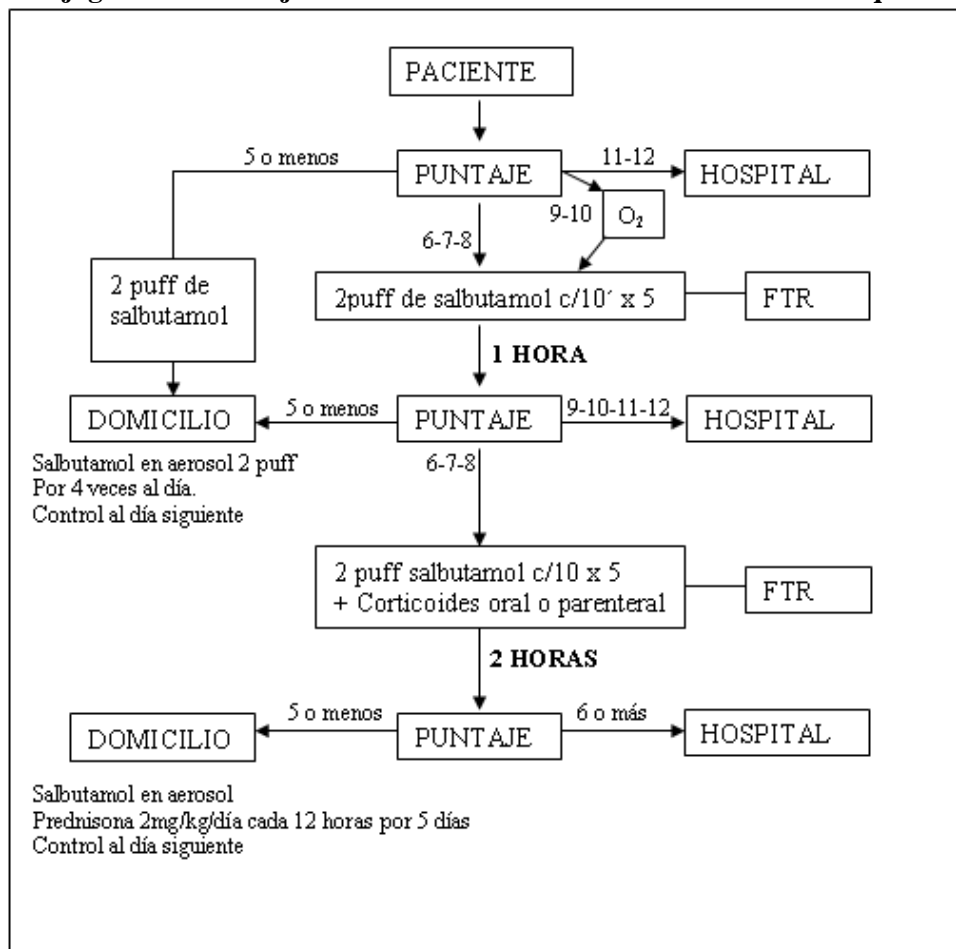 PACIENTE
5 o menos
PUNTAJE
11-12
HOSPITAL
9-10
O₂
6-7-8
2 puff de
salbutamol
2puff de salbutamol c/10´ x 5
FTR
1 HORA
DOMICILIO
5 o menos
PUNTAJE
9-10-11-12
HOSPITAL
Salbutamol en aerosol 2 puff
Por 4 veces al día.
Control al día siguiente
6-7-8
2 puff salbutamol c/10 x 5
+ Corticoides oral o parenteral
FTR
2 HORAS
DOMICILIO
5 o menos
PUNTAJE
6 o más
HOSPITAL
Salbutamol en aerosol
Prednisona 2mg/kg/día cada 12 horas por 5 días
Control al día siguiente